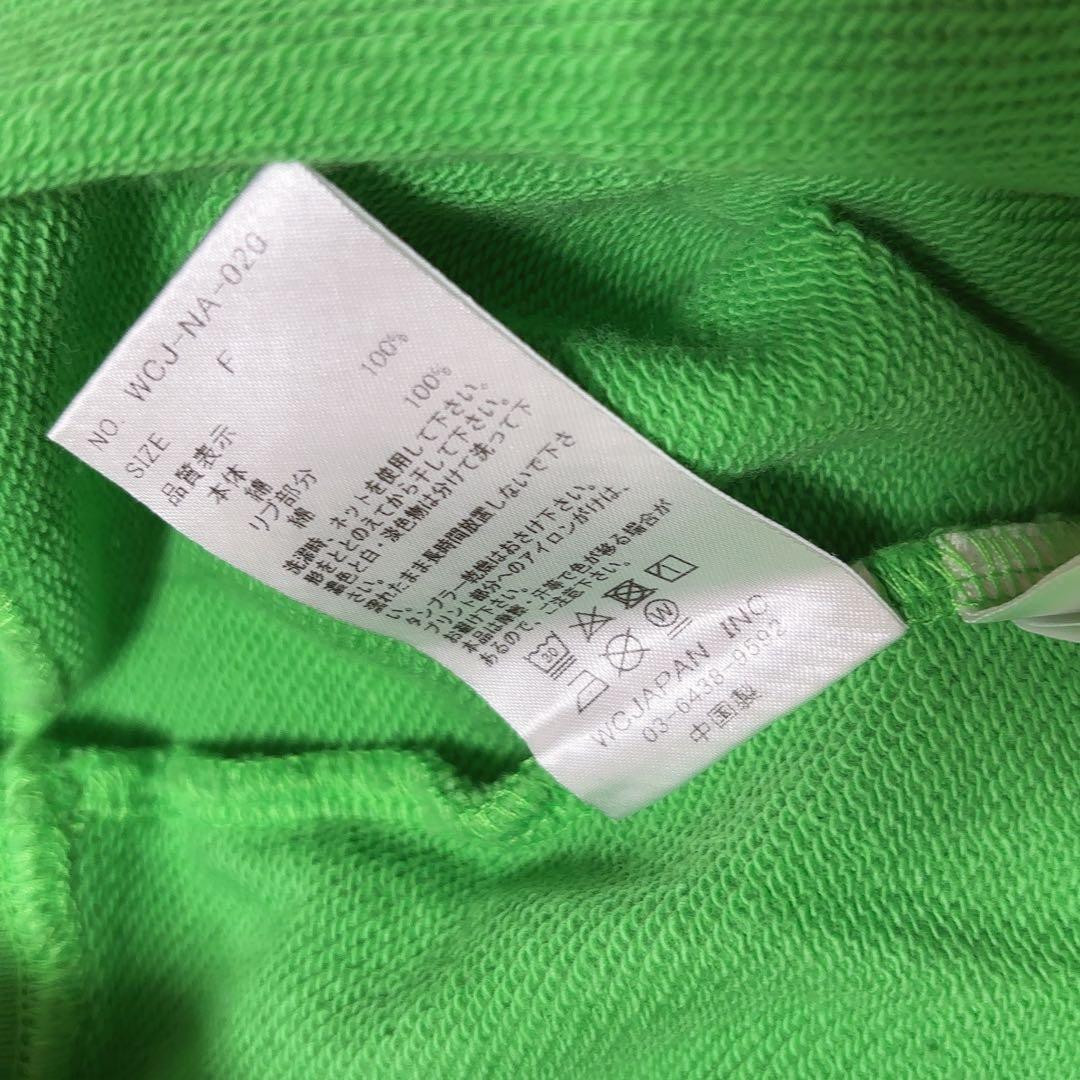 NO. WCJ-NA-02G
SIZE F
品質表示
本体
綿 100%
リブ部分
綿 100%
洗濯時、ネットを使用して下さい。
形をととのえてから干して下さい。
濃色と白・淡色物は分けて洗って下
さい。
濡れたまま長時間放置しないで下さ
い。
タンブラー乾燥はおさけ下さい。
プリント部分へのアイロンがけは、
お避け下さい。
本品は摩擦、汗等で色が移る場合が
あるので、ご注意下さい。
30
W
WCJAPAN INC
03-6438-9592
中国製